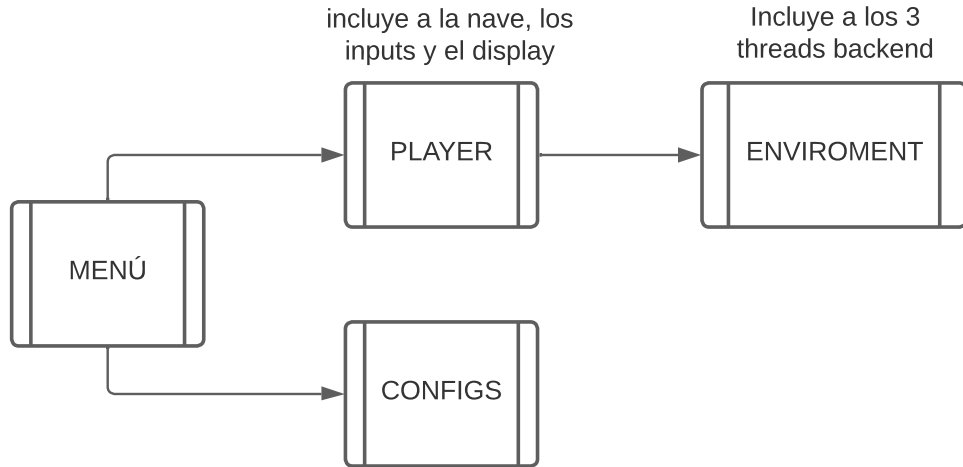 incluye a la nave, los
inputs y el display
Incluye a los 3
threads backend
PLAYER
ENVIROMENT
MENÚ
CONFIGS